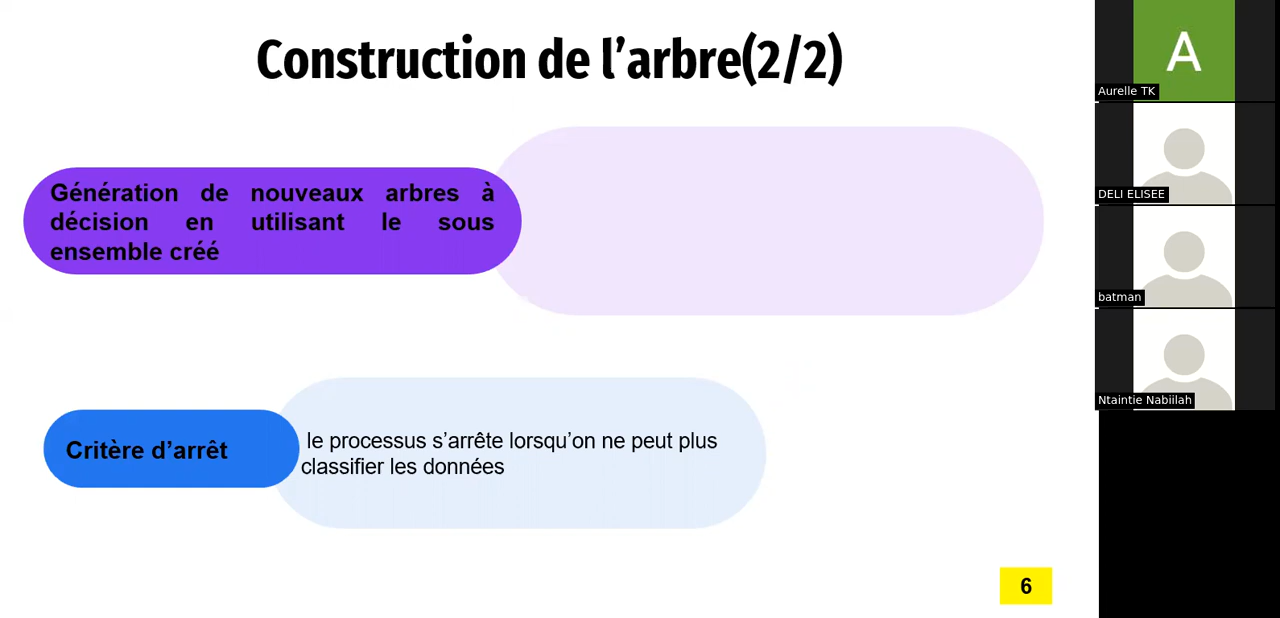 Construction de l’arbre(2/2)
Génération de nouveaux arbres à
décision en utilisant le sous
ensemble créé
Critère d’arrêt
le processus s’arrête lorsqu’on ne peut plus
classifier les données
6
A
Aurelle TK
DELI ELISEE
batman
Ntaintie Nabiilah